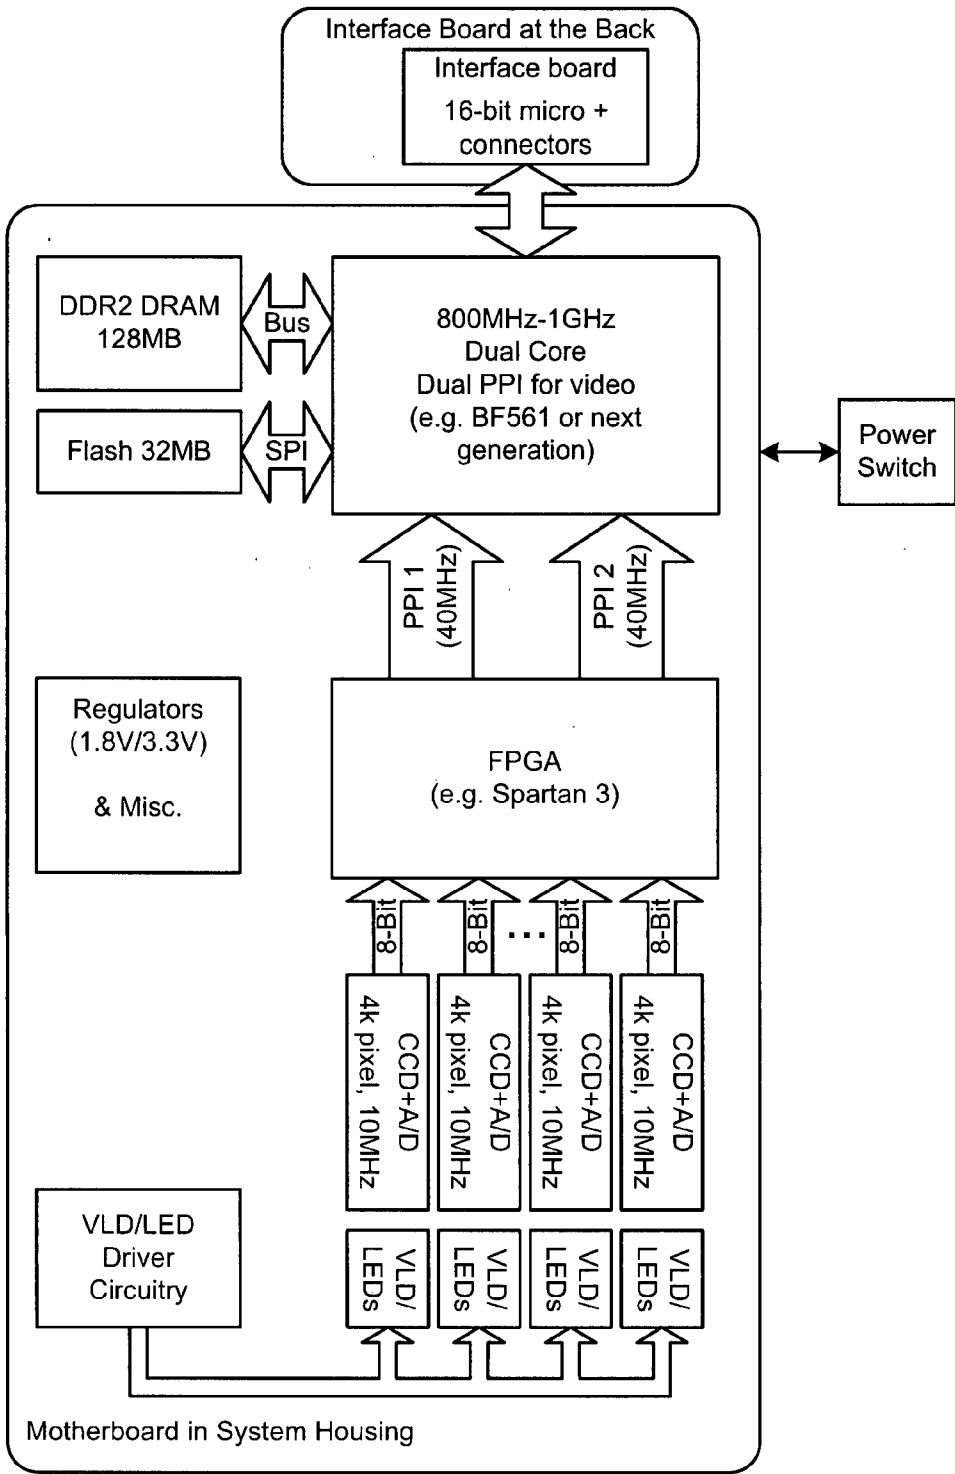 Interface Board at the Back
Interface board
16-bit micro +
connectors
DDR2 DRAM
128MB
Bus
800MHz-1GHz
Dual Core
Dual PPI for video
(e.g. BF561 or next
generation)
Flash 32MB
SPI
Power
Switch
PPI 1
(40MHz)
PPI 2
(40MHz)
Regulators
(1.8V/3.3V)
& Misc.
FPGA
(e.g. Spartan 3)
8-Bit
8-Bit
...
8-Bit
8-Bit
CCD+A/D
4k pixel, 10MHz
CCD+A/D
4k pixel, 10MHz
CCD+A/D
4k pixel, 10MHz
CCD+A/D
4k pixel, 10MHz
VLD/LED
Driver
Circuitry
VLD/
LEDs
VLD/
LEDs
VLD/
LEDs
VLD/
LEDs
Motherboard in System Housing